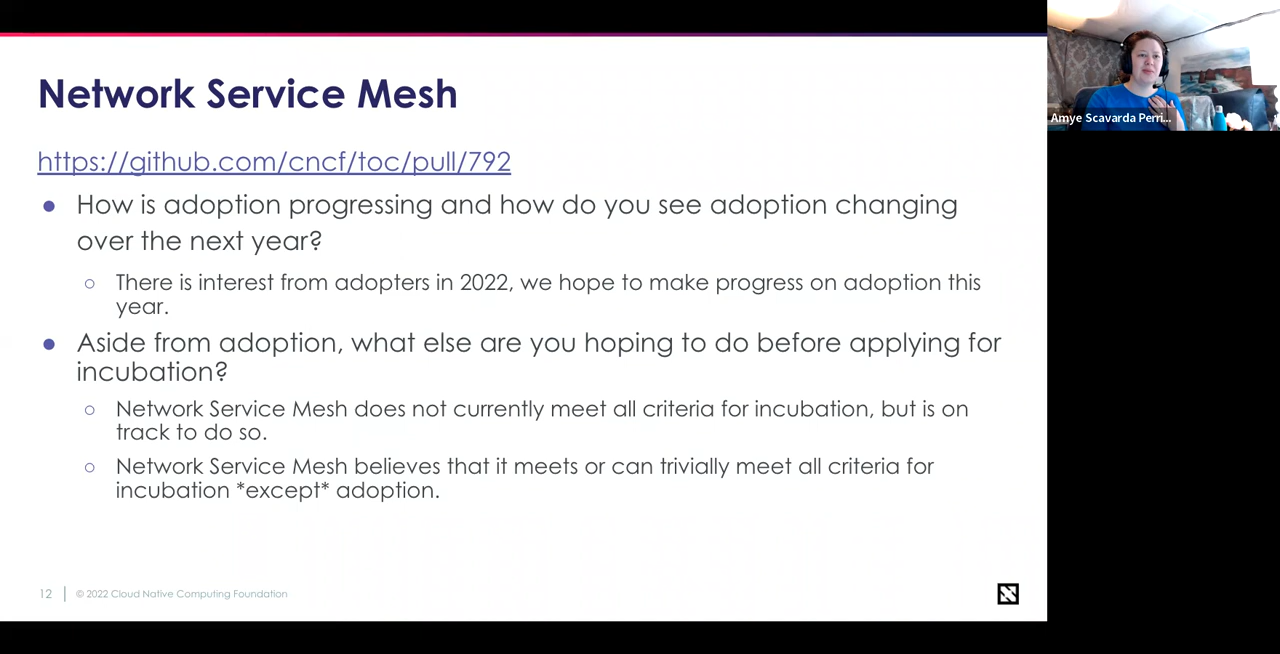 Network Service Mesh
https://github.com/cncf/toc/pull/792
● How is adoption progressing and how do you see adoption changing
over the next year?
○ There is interest from adopters in 2022, we hope to make progress on adoption this
year.
● Aside from adoption, what else are you hoping to do before applying for
incubation?
○ Network Service Mesh does not currently meet all criteria for incubation, but is on
track to do so.
○ Network Service Mesh believes that it meets or can trivially meet all criteria for
incubation *except* adoption.
12 | © 2022 Cloud Native Computing Foundation
Amye Scavarda Perri...